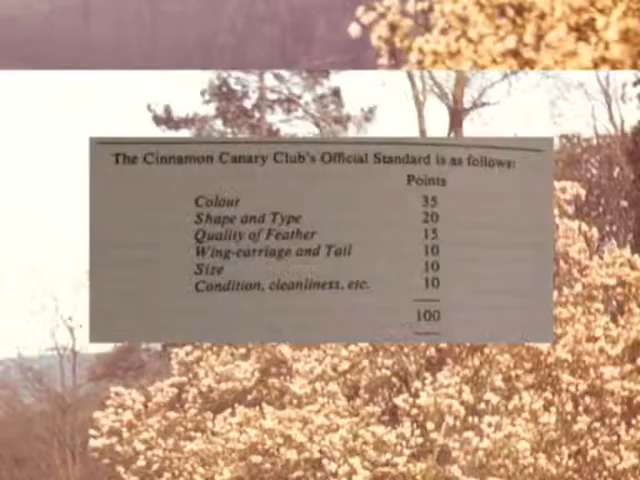 The Cinnamon Canary Club's Official Standard is as follows:
Points
Colour 35
Shape and Type 20
Quality of Feather 15
Wing-carriage and Tail 10
Size 10
Condition, cleanliness, etc. 10
100